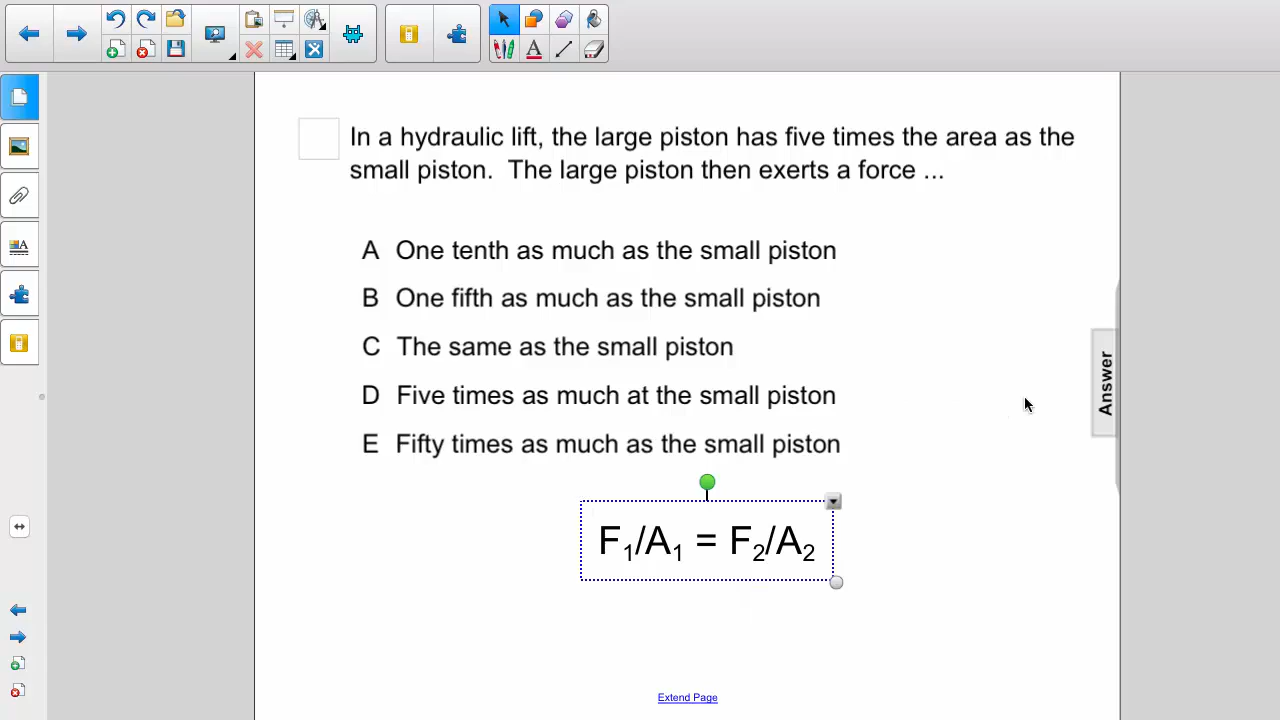 In a hydraulic lift, the large piston has five times the area as the
small piston. The large piston then exerts a force ...
A One tenth as much as the small piston
B One fifth as much as the small piston
C The same as the small piston
D Five times as much at the small piston
E Fifty times as much as the small piston
Answer
F₁/A₁ = F₂/A₂
Extend Page